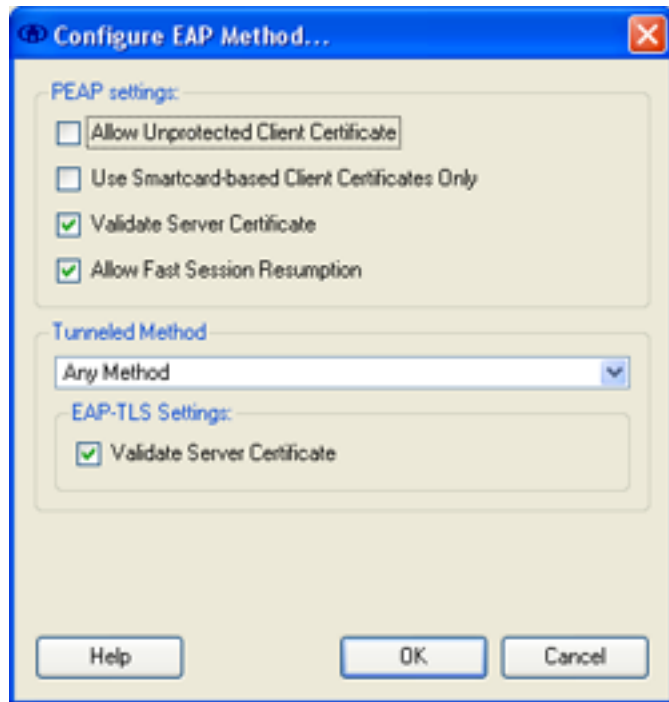 Configure EAP Method...
PEAP settings:
Allow Unprotected Client Certificate
Use Smartcard-based Client Certificates Only
Validate Server Certificate
Allow Fast Session Resumption
Tunneled Method
Any Method
EAP-TLS Settings:
Validate Server Certificate
Help
OK
Cancel